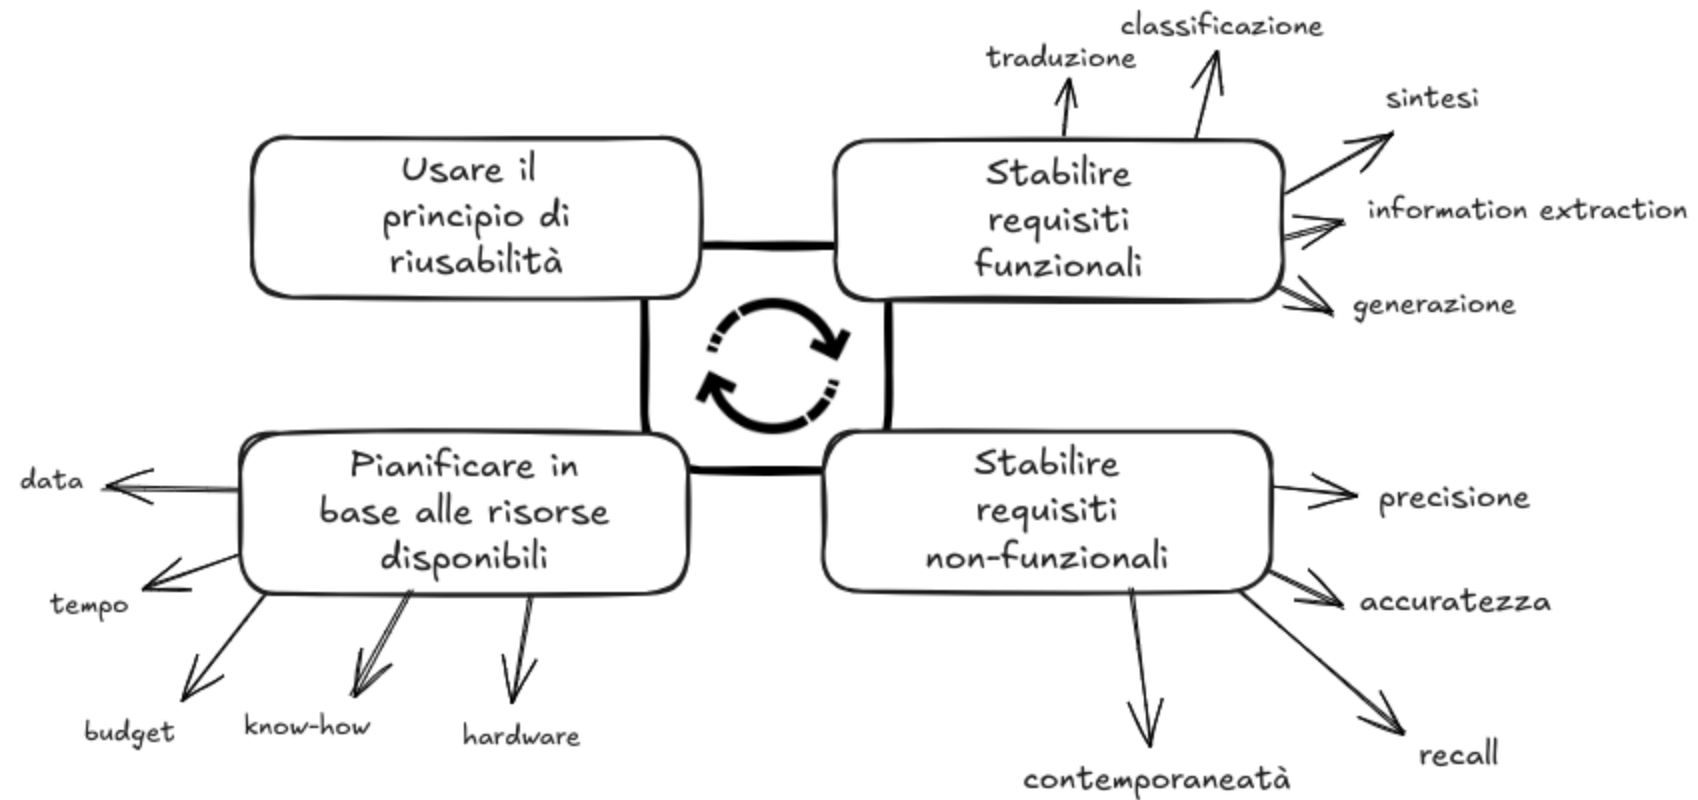 classificazione
traduzione
sintesi
Usare il
principio di
riusabilità
Stabilire
requisiti
funzionali
information extraction
generazione
Pianificare in
base alle risorse
disponibili
Stabilire
requisiti
non-funzionali
data
tempo
budget
know-how
hardware
precisione
accuratezza
recall
contemporaneatà